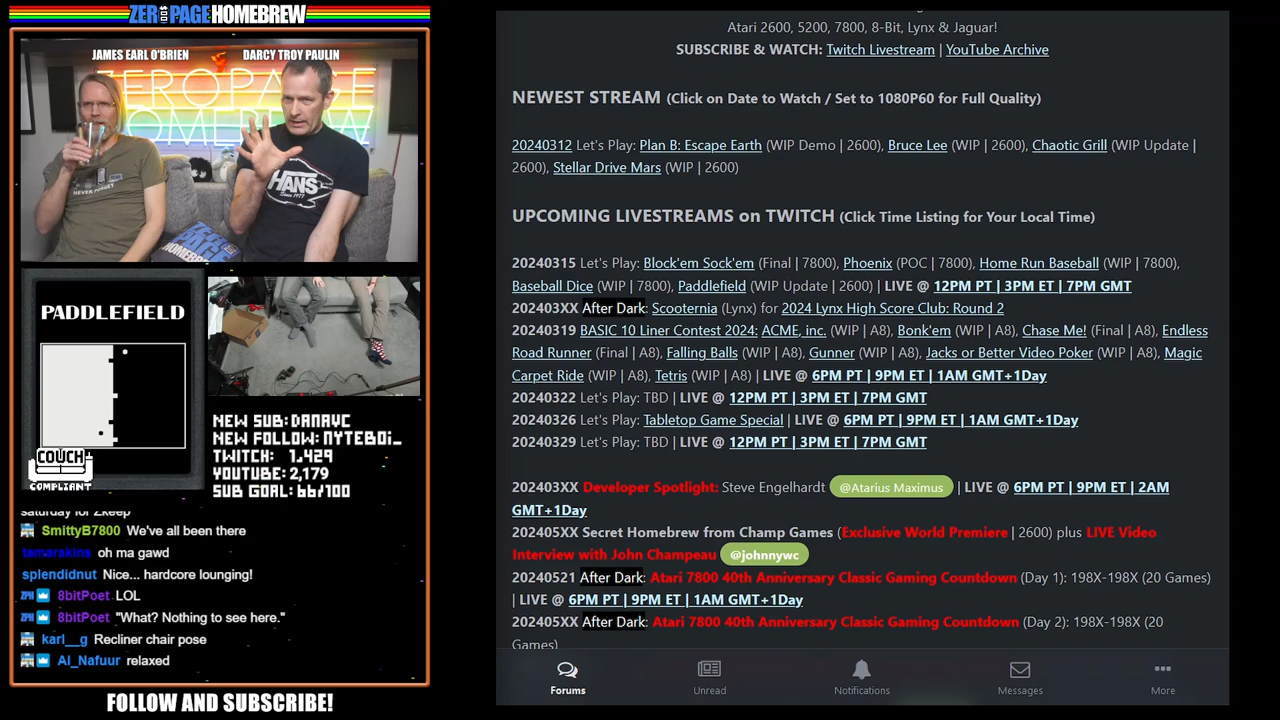 ZEROPAGE HOMEBREW
JAMES EARL O'BRIEN
DARCY TROY PAULIN
ZEROPAGE
HOMEBREW
NEVER FORGET
VANS
Since 1977
ZERO
PAGE
HOMEBREW
PADDLEFIELD
COUCH
COMPLIANT
NEW SUB: DANAVC
NEW FOLLOW: NYTEBOI_
TWITCH: 1,429
YOUTUBE: 2,179
SUB GOAL: 66/100
saturday for Zkeep
SmittyB7800 We've all been there
tamarakins oh ma gawd
splendidnut Nice... hardcore lounging!
8bitPoet LOL
8bitPoet "What? Nothing to see here."
karl__g Recliner chair pose
Al_Nafuur relaxed
FOLLOW AND SUBSCRIBE!
Atari 2600, 5200, 7800, 8-Bit, Lynx & Jaguar!
SUBSCRIBE & WATCH: Twitch Livestream | YouTube Archive
NEWEST STREAM (Click on Date to Watch / Set to 1080P60 for Full Quality)
20240312 Let's Play: Plan B: Escape Earth (WIP Demo | 2600), Bruce Lee (WIP | 2600), Chaotic Grill (WIP Update |
2600), Stellar Drive Mars (WIP | 2600)
UPCOMING LIVESTREAMS on TWITCH (Click Time Listing for Your Local Time)
20240315 Let's Play: Block'em Sock'em (Final | 7800), Phoenix (POC | 7800), Home Run Baseball (WIP | 7800),
Baseball Dice (WIP | 7800), Paddlefield (WIP Update | 2600) | LIVE @ 12PM PT | 3PM ET | 7PM GMT
202403XX After Dark: Scooternia (Lynx) for 2024 Lynx High Score Club: Round 2
20240319 BASIC 10 Liner Contest 2024: ACME, inc. (WIP | A8), Bonk'em (WIP | A8), Chase Me! (Final | A8), Endless
Road Runner (Final | A8), Falling Balls (WIP | A8), Gunner (WIP | A8), Jacks or Better Video Poker (WIP | A8), Magic
Carpet Ride (WIP | A8), Tetris (WIP | A8) | LIVE @ 6PM PT | 9PM ET | 1AM GMT+1Day
20240322 Let's Play: TBD | LIVE @ 12PM PT | 3PM ET | 7PM GMT
20240326 Let's Play: Tabletop Game Special | LIVE @ 6PM PT | 9PM ET | 1AM GMT+1Day
20240329 Let's Play: TBD | LIVE @ 12PM PT | 3PM ET | 7PM GMT
202403XX Developer Spotlight: Steve Engelhardt @Atarius Maximus | LIVE @ 6PM PT | 9PM ET | 2AM
GMT+1Day
202405XX Secret Homebrew from Champ Games (Exclusive World Premiere | 2600) plus LIVE Video
Interview with John Champeau @johnnywc
20240521 After Dark: Atari 7800 40th Anniversary Classic Gaming Countdown (Day 1): 198X-198X (20 Games)
| LIVE @ 6PM PT | 9PM ET | 1AM GMT+1Day
202405XX After Dark: Atari 7800 40th Anniversary Classic Gaming Countdown (Day 2): 198X-198X (20
Games)
Forums
Unread
Notifications
Messages
More